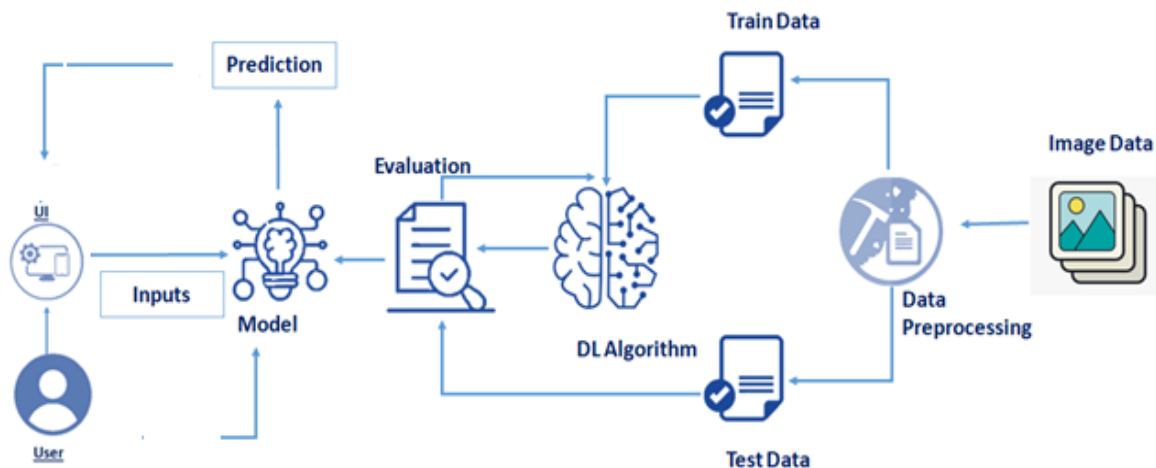 Train Data
Prediction
Image Data
Evaluation
UI
Inputs
Model
Data
Preprocessing
DL Algorithm
User
Test Data